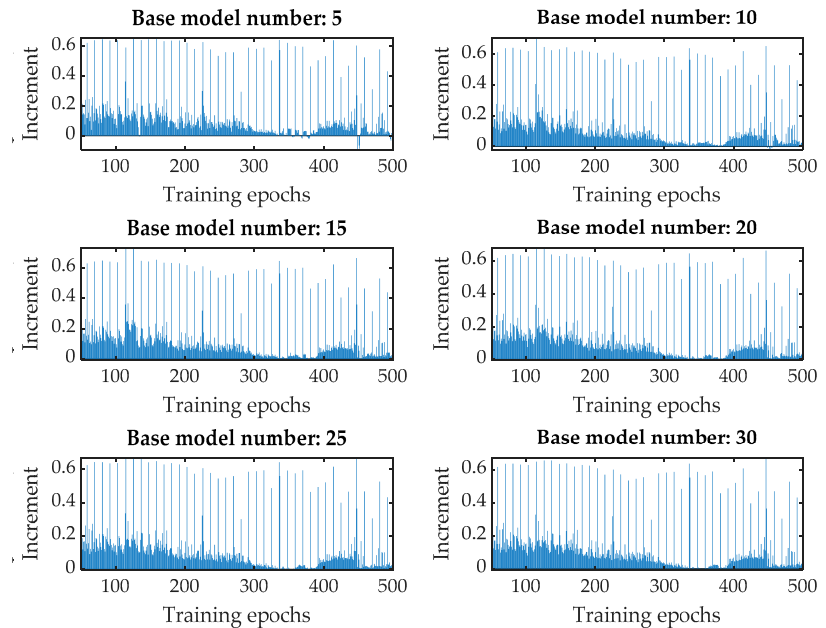 Base model number: 5
Increment
0.6
0.4
0.2
0
100 200 300 400 500
Training epochs
Base model number: 10
Increment
0.6
0.4
0.2
0
100 200 300 400 500
Training epochs
Base model number: 15
Increment
0.6
0.4
0.2
0
100 200 300 400 500
Training epochs
Base model number: 20
Increment
0.6
0.4
0.2
0
100 200 300 400 500
Training epochs
Base model number: 25
Increment
0.6
0.4
0.2
0
100 200 300 400 500
Training epochs
Base model number: 30
Increment
0.6
0.4
0.2
0
100 200 300 400 500
Training epochs